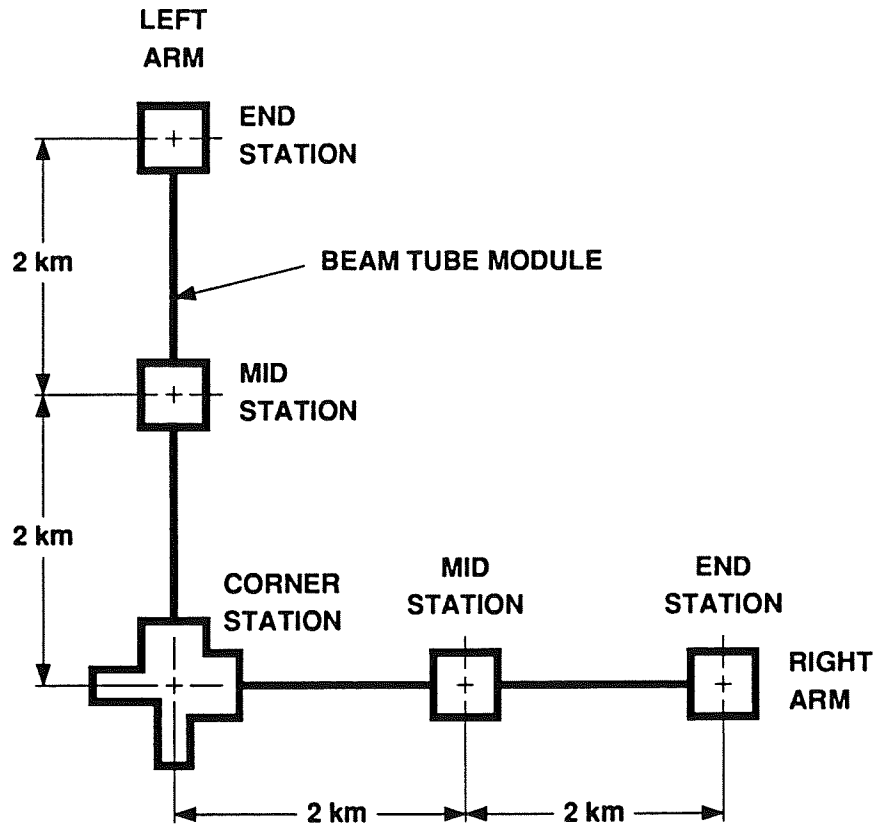 LEFT
ARM
END
STATION
2 km
BEAM TUBE MODULE
MID
STATION
2 km
CORNER
STATION
MID
STATION
END
STATION
RIGHT
ARM
2 km
2 km